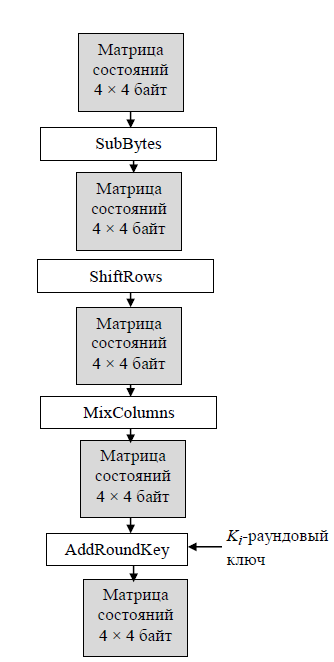 Матрица
состояний
4 × 4 байт
SubBytes
Матрица
состояний
4 × 4 байт
ShiftRows
Матрица
состояний
4 × 4 байт
MixColumns
Матрица
состояний
4 × 4 байт
AddRoundKey
Ki-раундовый
ключ
Матрица
состояний
4 × 4 байт